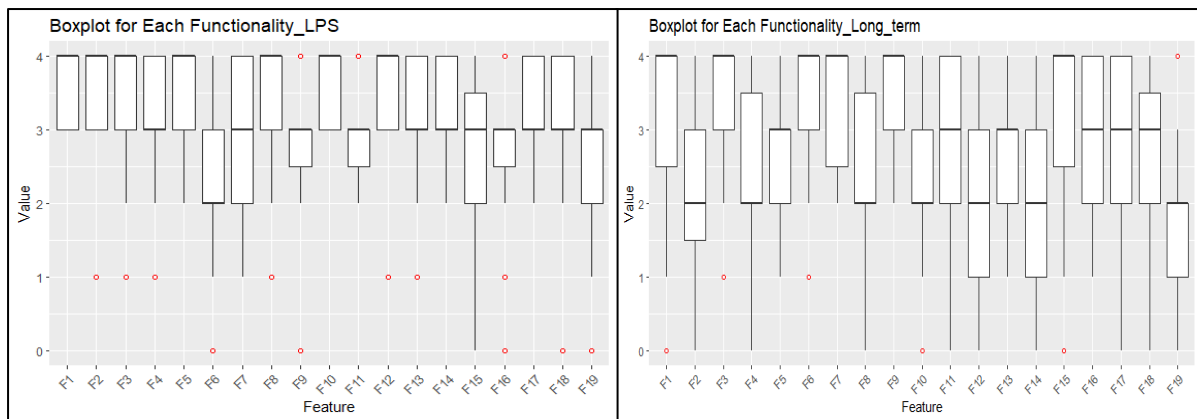 Boxplot for Each Functionality_LPS
4
3
2
1
0
Value
F1 F2 F3 F4 F5 F6 F7 F8 F9 F10 F11 F12 F13 F14 F15 F16 F17 F18 F19
Feature
Boxplot for Each Functionality_Long_term
4
3
2
1
0
Value
F1 F2 F3 F4 F5 F6 F7 F8 F9 F10 F11 F12 F13 F14 F15 F16 F17 F18 F19
Feature